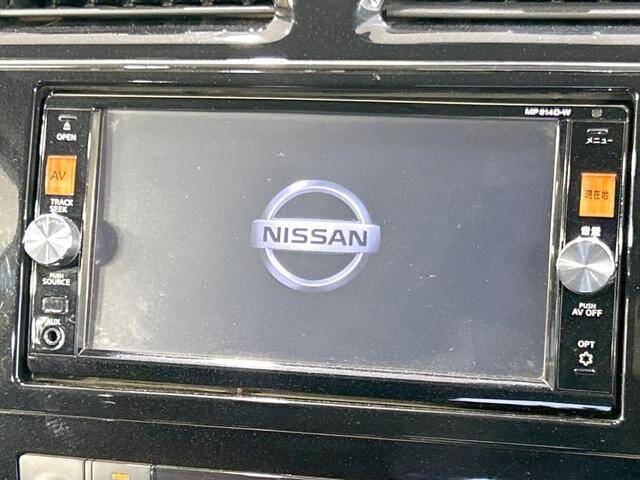 MP314D-W
OPEN
AV
TRACK
SEEK
PUSH
SOURCE
AUX
NISSAN
メニュー
現在地
音量
PUSH
AV OFF
OPT